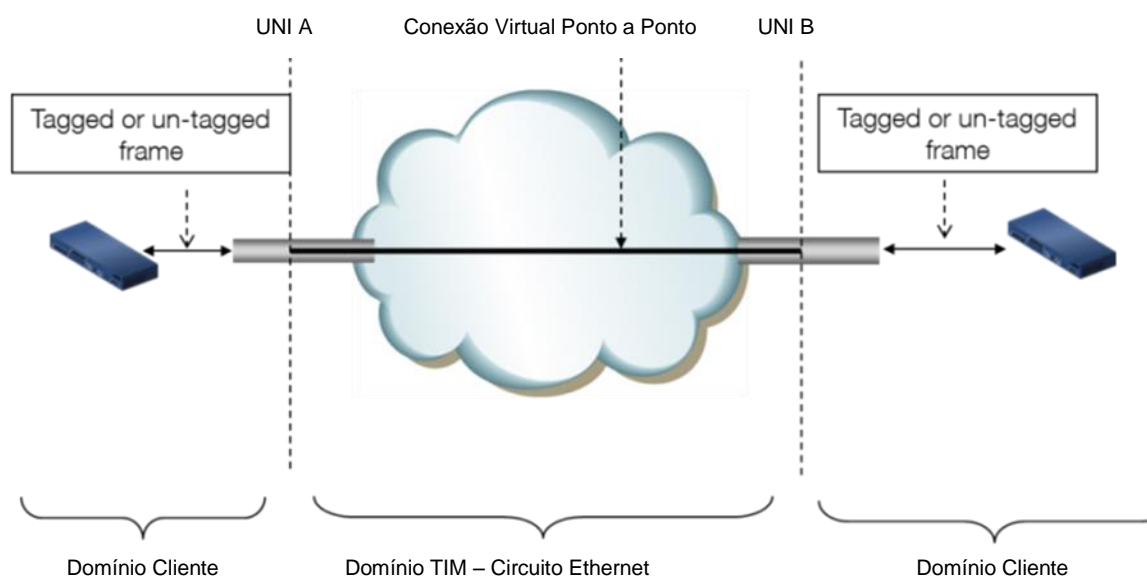 UNI A
Conexão Virtual Ponto a Ponto
UNI B
Tagged or un-tagged
frame
Tagged or un-tagged
frame
Domínio Cliente
Domínio TIM – Circuito Ethernet
Domínio Cliente